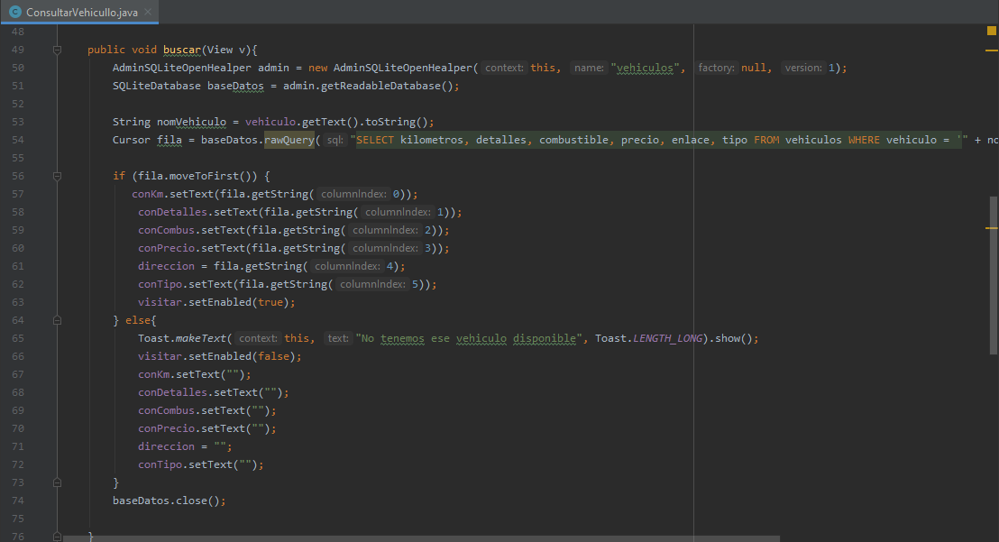 ConsultarVehicullo.java
48
49 public void buscar(View v){
50 AdminSQLiteOpenHealper admin = new AdminSQLiteOpenHealper( context: this, name: "vehiculos", factory: null, version: 1);
51 SQLiteDatabase baseDatos = admin.getReadableDatabase();
52
53 String nomVehiculo = vehiculo.getText().toString();
54 Cursor fila = baseDatos.rawQuery( sql: "SELECT kilometros, detalles, combustible, precio, enlace, tipo FROM vehiculos WHERE vehiculo = '" + no
55
56 if (fila.moveToFirst()) {
57 conKm.setText(fila.getString( columnIndex: 0));
58 conDetalles.setText(fila.getString( columnIndex: 1));
59 conCombus.setText(fila.getString( columnIndex: 2));
60 conPrecio.setText(fila.getString( columnIndex: 3));
61 direccion = fila.getString( columnIndex: 4);
62 conTipo.setText(fila.getString( columnIndex: 5));
63 visitar.setEnabled(true);
64 } else{
65 Toast.makeText( context: this, text: "No tenemos ese vehiculo disponible", Toast.LENGTH_LONG).show();
66 visitar.setEnabled(false);
67 conKm.setText("");
68 conDetalles.setText("");
69 conCombus.setText("");
70 conPrecio.setText("");
71 direccion = "";
72 conTipo.setText("");
73 }
74 baseDatos.close();
75
76 }